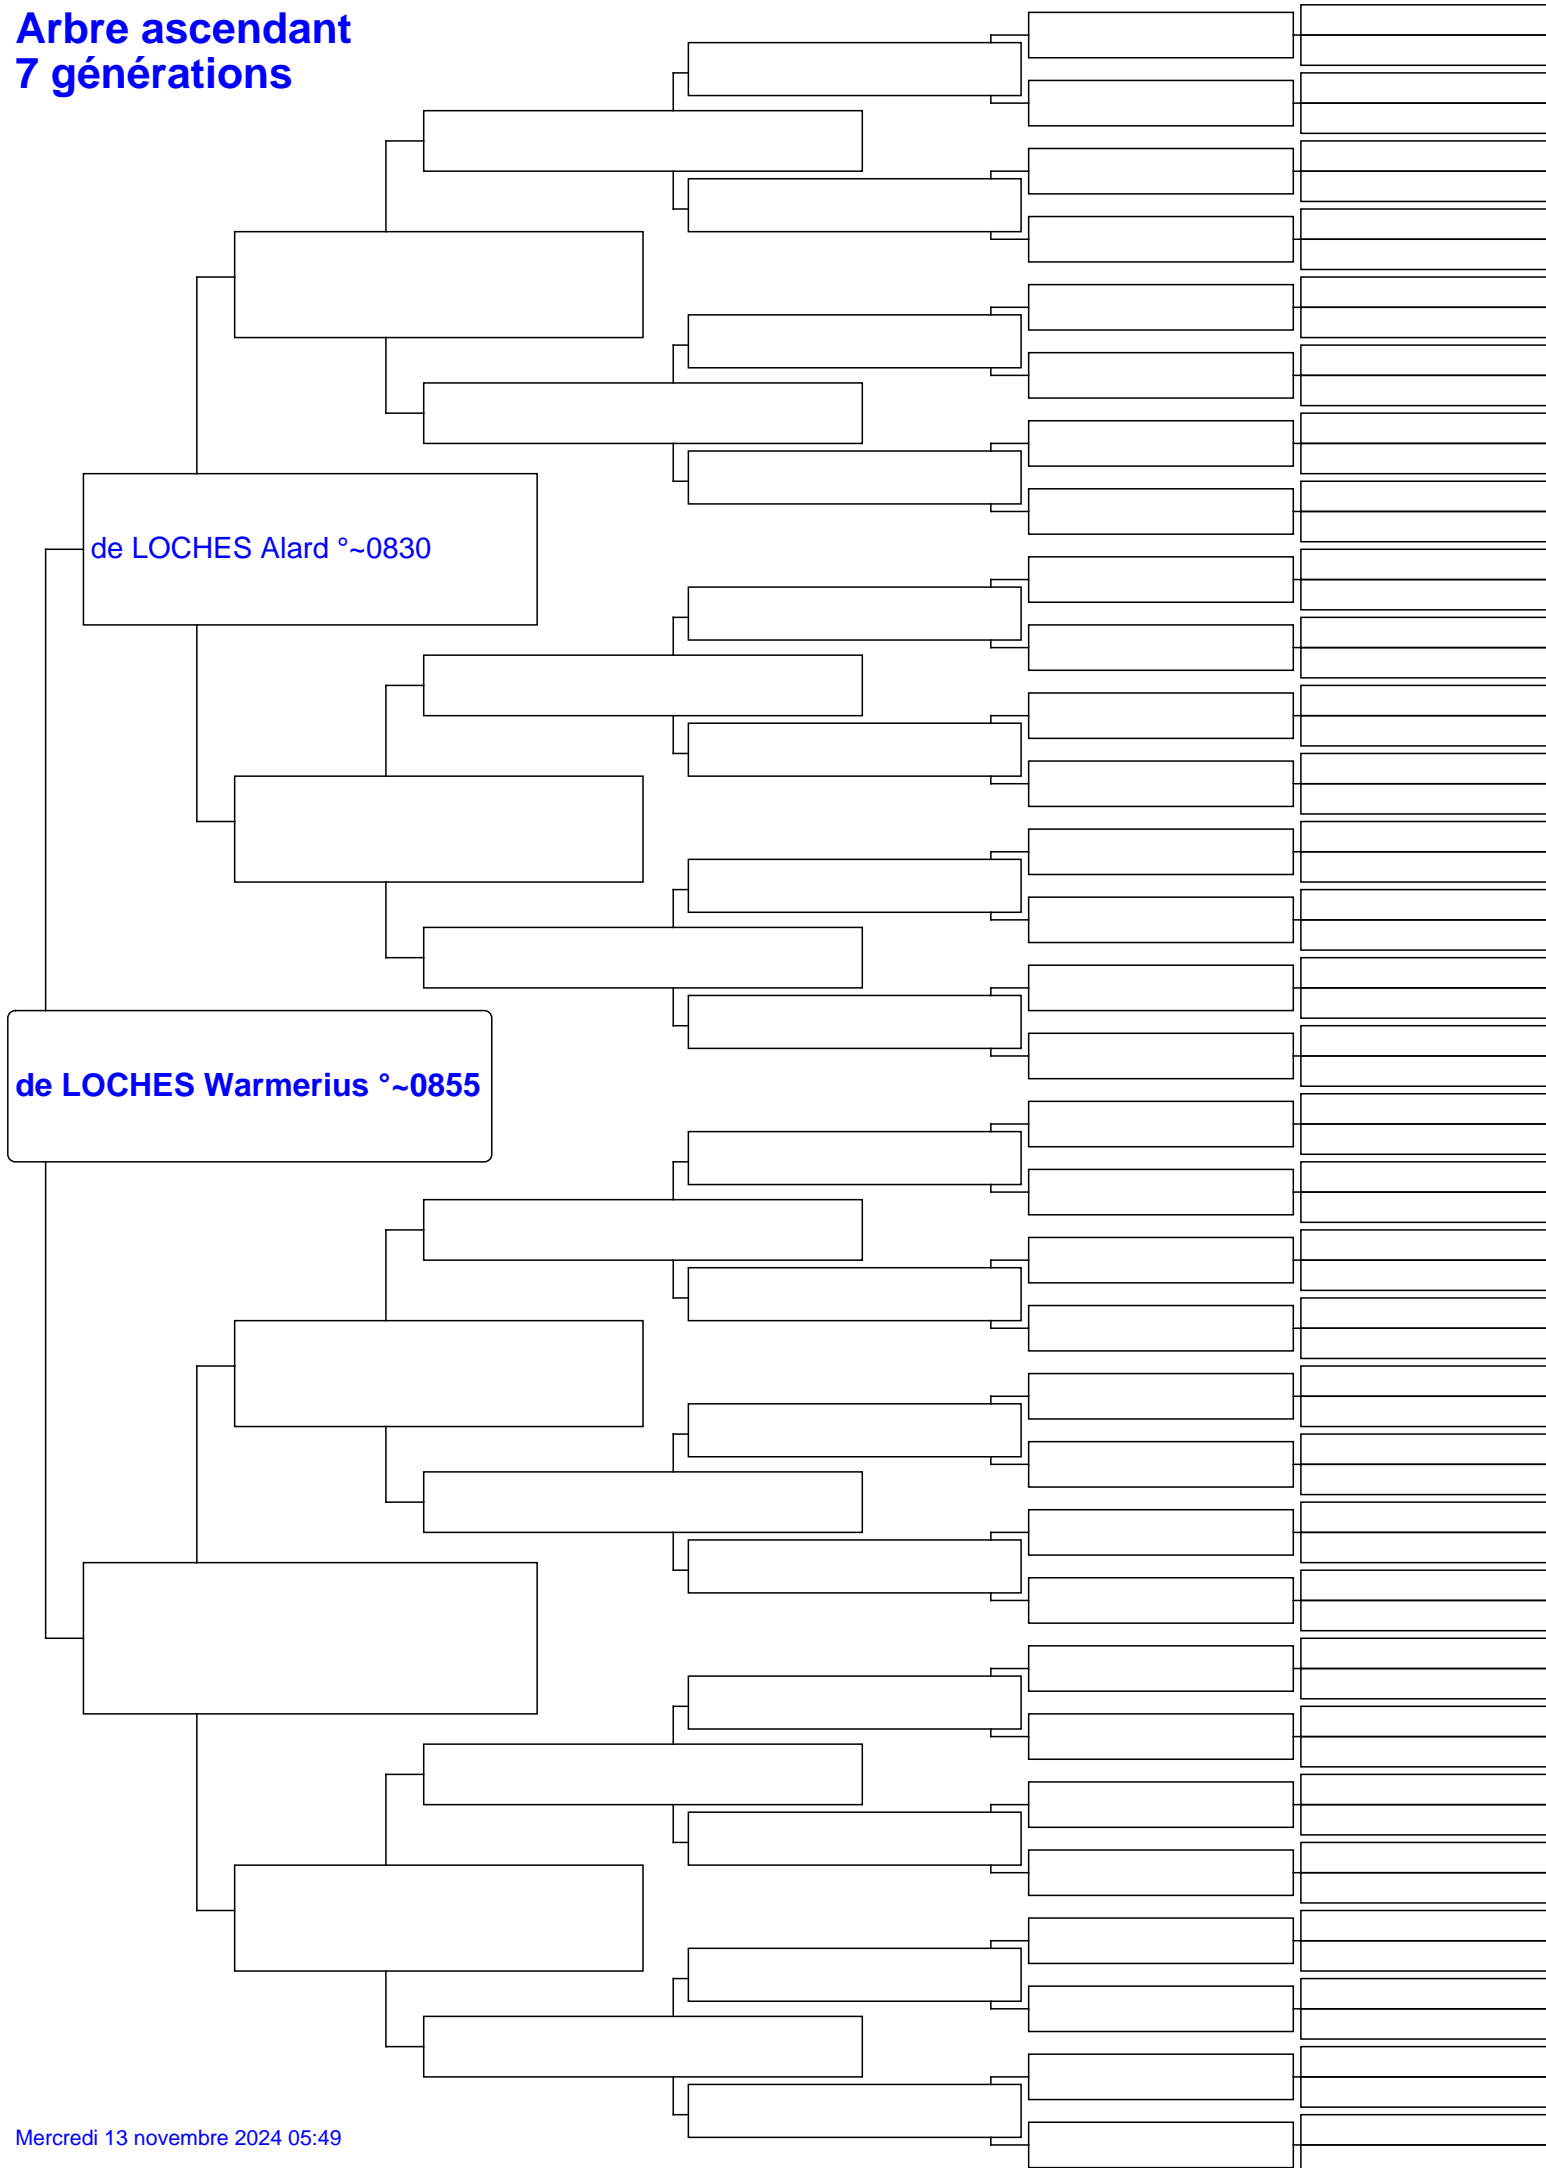 Arbre ascendant
7 générations
de LOCHES Alard °~0830
de LOCHES Warmerius °~0855
Mercredi 13 novembre 2024 05:49